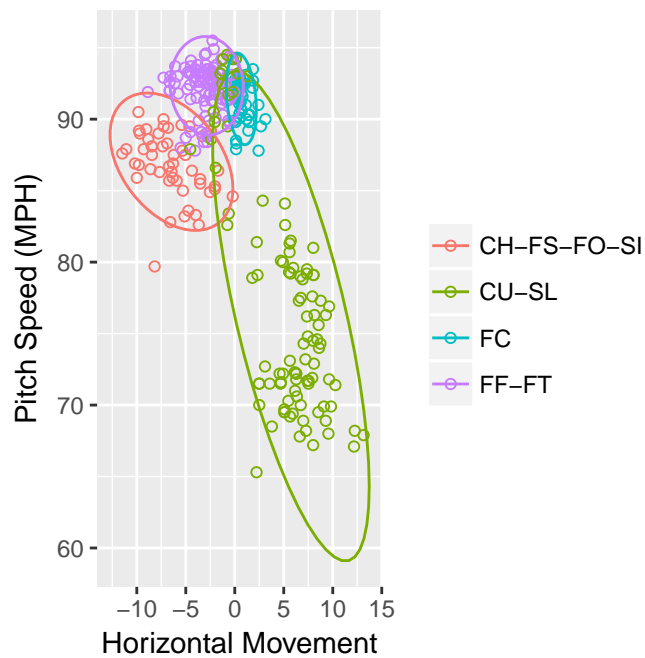 Pitch Speed (MPH)
90
80
70
60
−10 −5 0 5 10 15
Horizontal Movement
CH−FS−FO−SI
CU−SL
FC
FF−FT